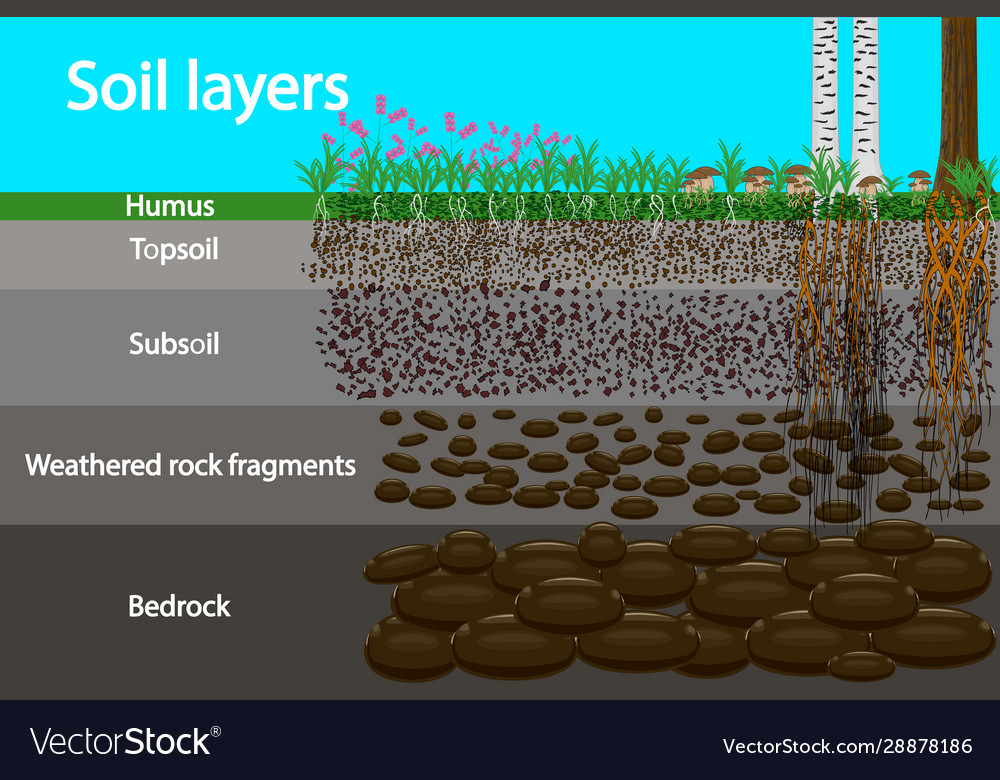 Soil layers
Humus
Topsoil
Subsoil
Weathered rock fragments
Bedrock
VectorStock®
VectorStock.com/28878186